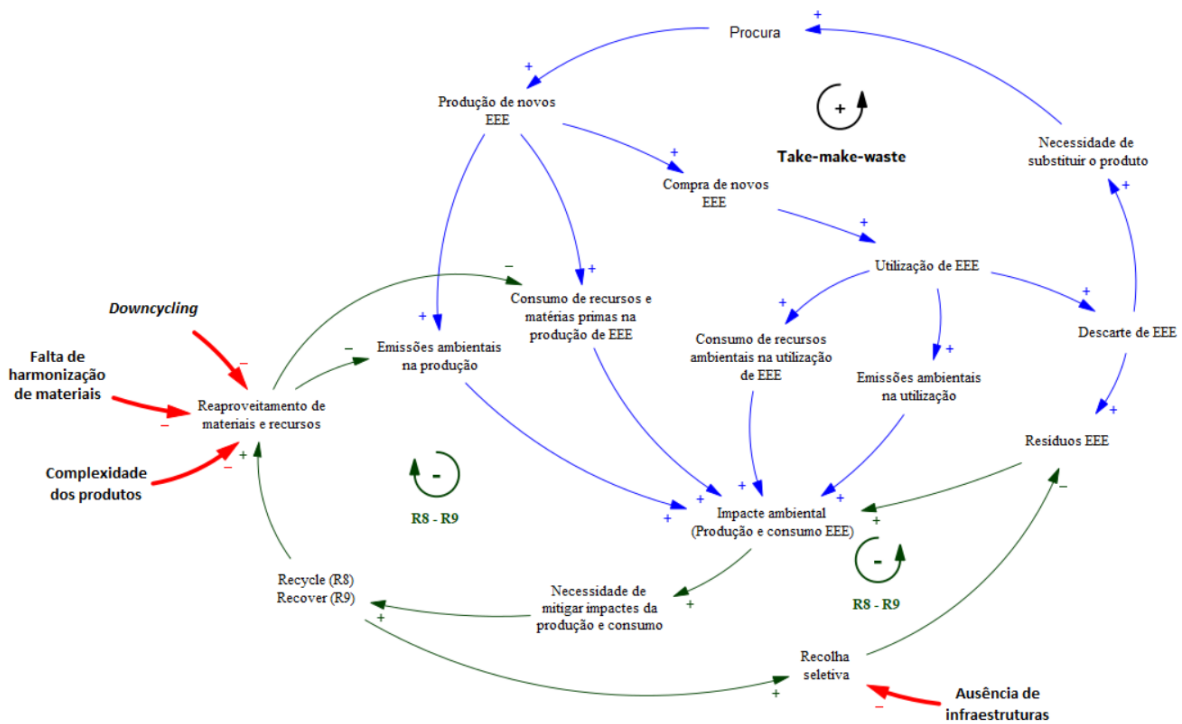 Procura
+
+
Produção de novos
EEE
+
Take-make-waste
Necessidade de
substituir o produto
+
+
Compra de novos
EEE
+
Utilização de EEE
Downcycling
−
+
Consumo de recursos e
matérias primas na
produção de EEE
+
+
+
Descarte de EEE
Falta de
harmonização
de materiais
−
+
−
Emissões ambientais
na produção
Consumo de recursos
ambientais na utilização
de EEE
+
Emissões ambientais
na utilização
−
Reaproveitamento de
materiais e recursos
+
Resíduos EEE
Complexidade
dos produtos
−
+
-
R8 - R9
+
+
+
+
+
+
−
Impacte ambiental
(Produção e consumo EEE)
-
R8 - R9
Recycle (R8)
Recover (R9)
+
Necessidade de
mitigar impactes da
produção e consumo
+
Recolha
seletiva
+
−
Ausência de
infraestruturas